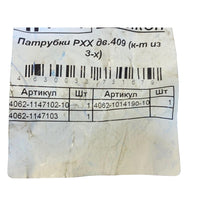 Патрубки РХХ дв.409 (к-т из
3-х)
Артикул Шт Артикул Шт
4062-1147102-10 1 4062-1014190-10 1
4062-1147103 1